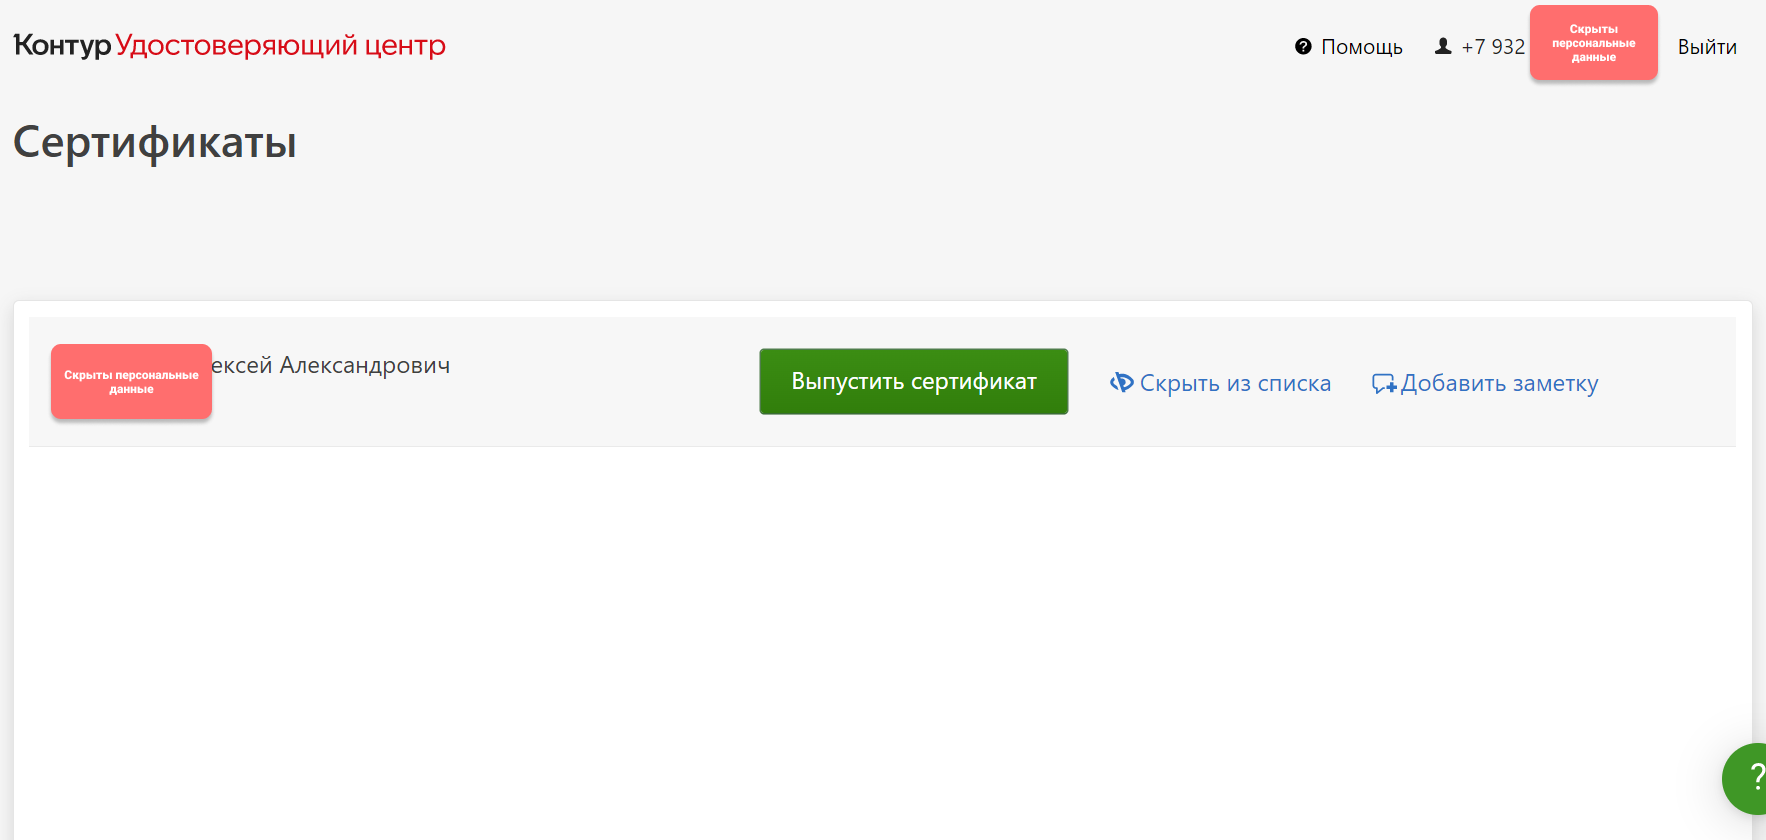 Контур Удостоверяющий центр
Помощь
+7 932
Скрыты персональные данные
Выйти
Сертификаты
Скрыты персональные данные
ексей Александрович
Выпустить сертификат
Скрыть из списка
Добавить заметку
?